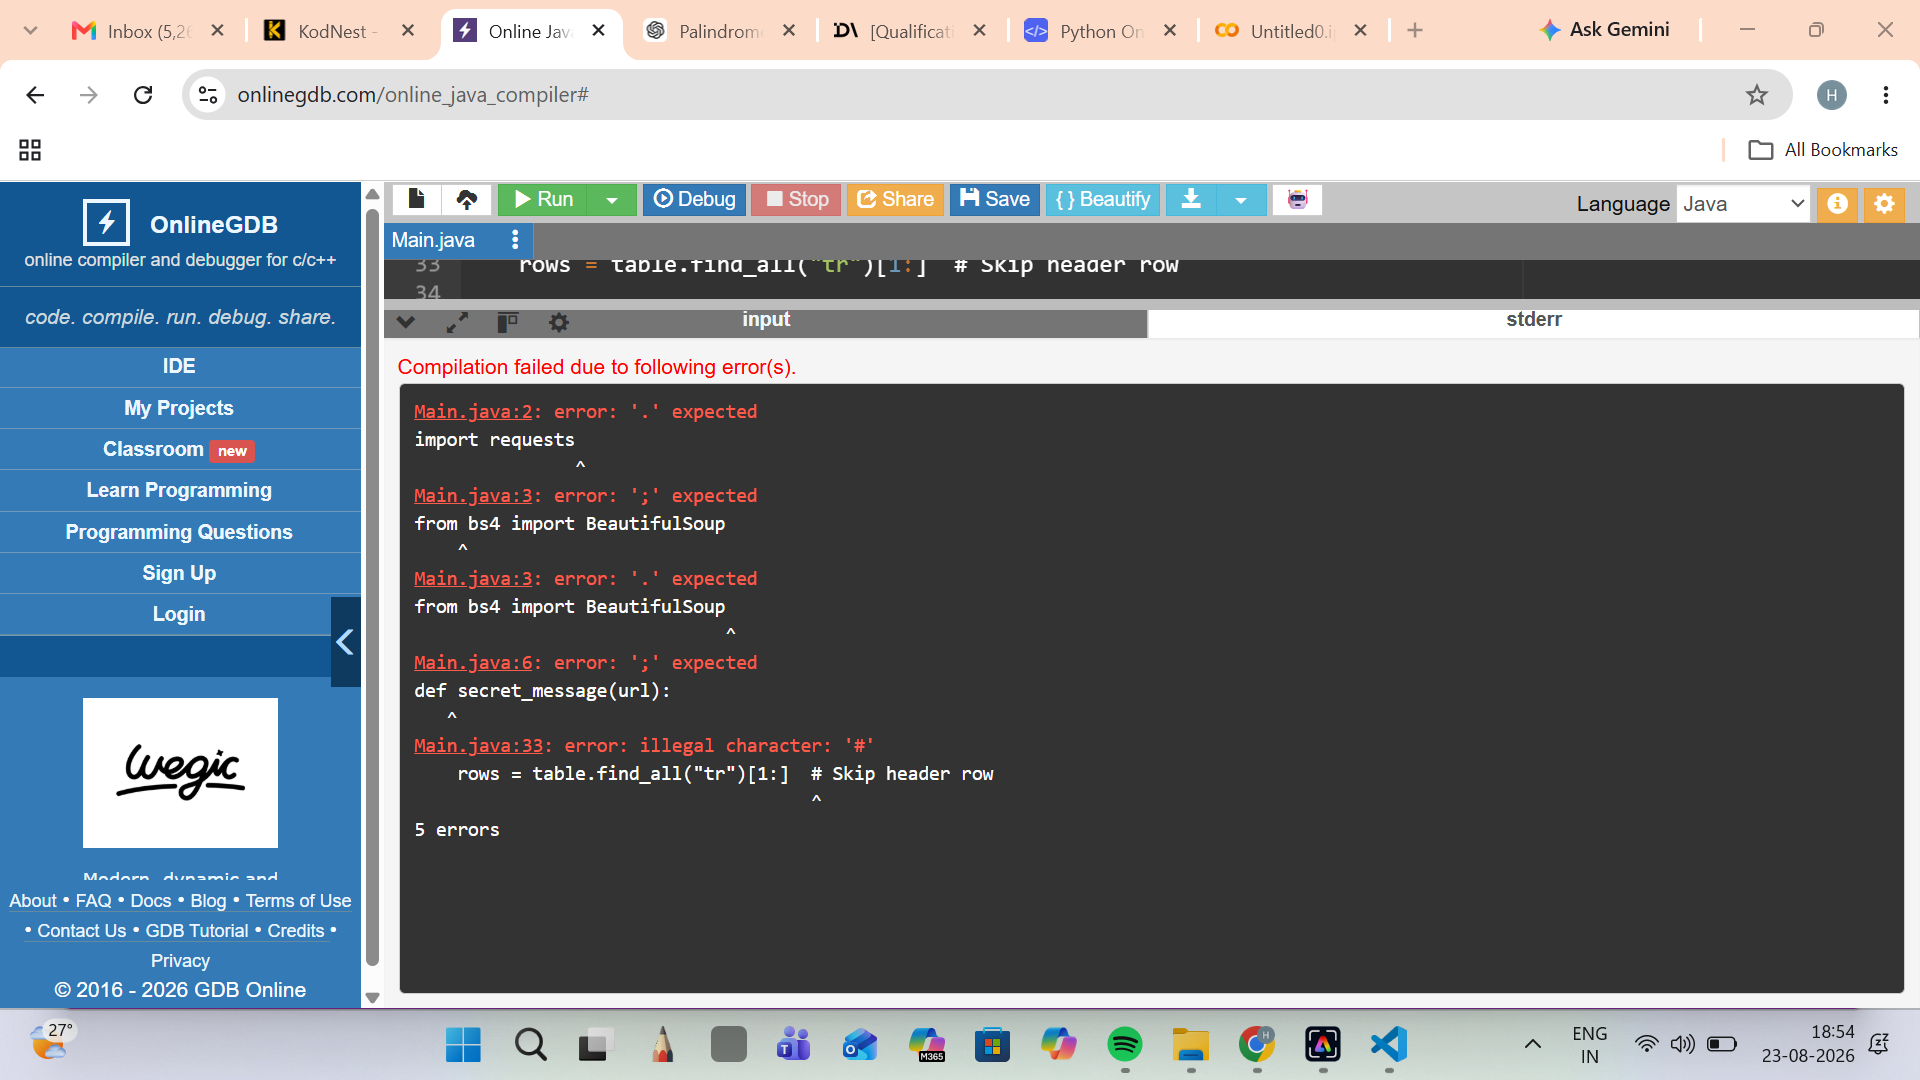 Inbox (5,26
KodNest -
Online Jav
Palindrom
[Qualificati
Python On
Untitled0.i
Ask Gemini
onlinegdb.com/online_java_compiler#
H
All Bookmarks
OnlineGDB
online compiler and debugger for c/c++
code. compile. run. debug. share.
IDE
My Projects
Classroom new
Learn Programming
Programming Questions
Sign Up
Login
wegic
Modern, dynamic and
About • FAQ • Docs • Blog • Terms of Use
• Contact Us • GDB Tutorial • Credits •
Privacy
© 2016 - 2026 GDB Online
Run Debug Stop Share Save { } Beautify
Language Java
Main.java
33 rows = table.find_all("tr")[1:]  # Skip header row
34
input
stderr
Compilation failed due to following error(s).
Main.java:2: error: '.' expected
import requests
^
Main.java:3: error: ';' expected
from bs4 import BeautifulSoup
^
Main.java:3: error: '.' expected
from bs4 import BeautifulSoup
^
Main.java:6: error: ';' expected
def secret_message(url):
^
Main.java:33: error: illegal character: '#'
rows = table.find_all("tr")[1:]  # Skip header row
^
5 errors
27°
M365
ENG
IN
18:54
23-08-2026